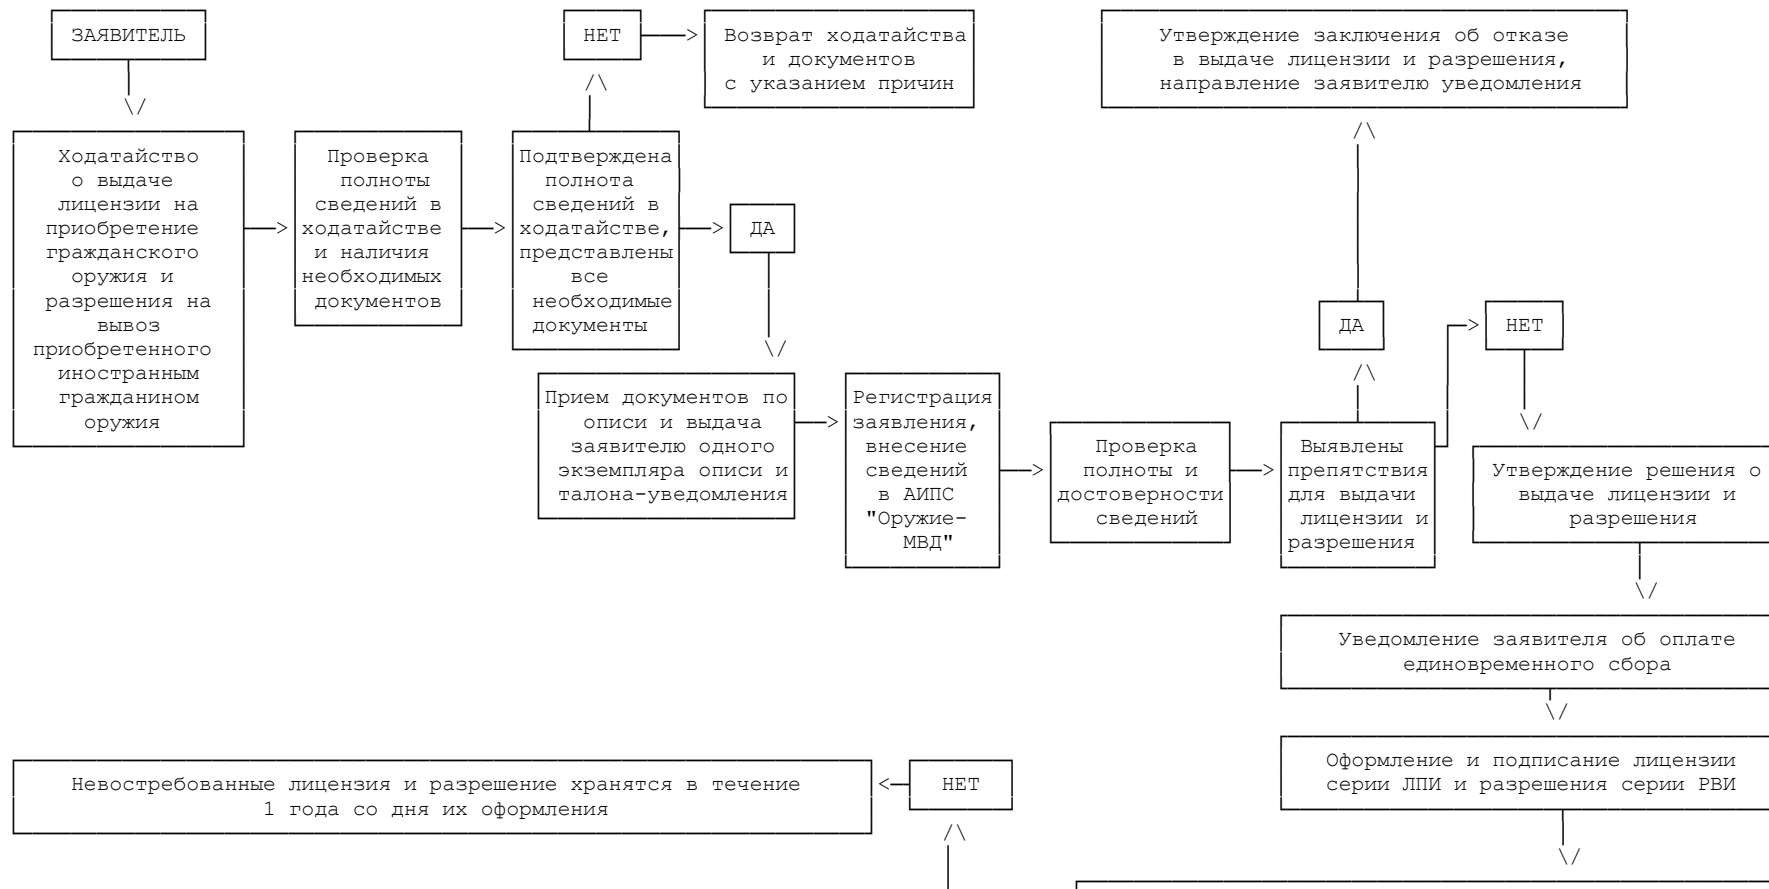 ЗАЯВИТЕЛЬ
НЕТ
Возврат ходатайства
и документов
с указанием причин
Утверждение заключения об отказе
в выдаче лицензии и разрешения,
направление заявителю уведомления
Ходатайство
о выдаче
лицензии на
приобретение
гражданского
оружия и
разрешения на
вывоз
приобретенного
иностранным
гражданином
оружия
Проверка
полноты
сведений в
ходатайстве
и наличия
необходимых
документов
Подтверждена
полнота
сведений в
ходатайстве,
представлены
все
необходимые
документы
ДА
ДА
НЕТ
Прием документов по
описи и выдача
заявителю одного
экземпляра описи и
талона-уведомления
Регистрация
заявления,
внесение
сведений
в АИПС
"Оружие-
МВД"
Проверка
полноты и
достоверности
сведений
Выявлены
препятствия
для выдачи
лицензии и
разрешения
Утверждение решения о
выдаче лицензии и
разрешения
Уведомление заявителя об оплате
единовременного сбора
Оформление и подписание лицензии
серии ЛПИ и разрешения серии РВИ
НЕТ
Невостребованные лицензия и разрешение хранятся в течение
1 года со дня их оформления